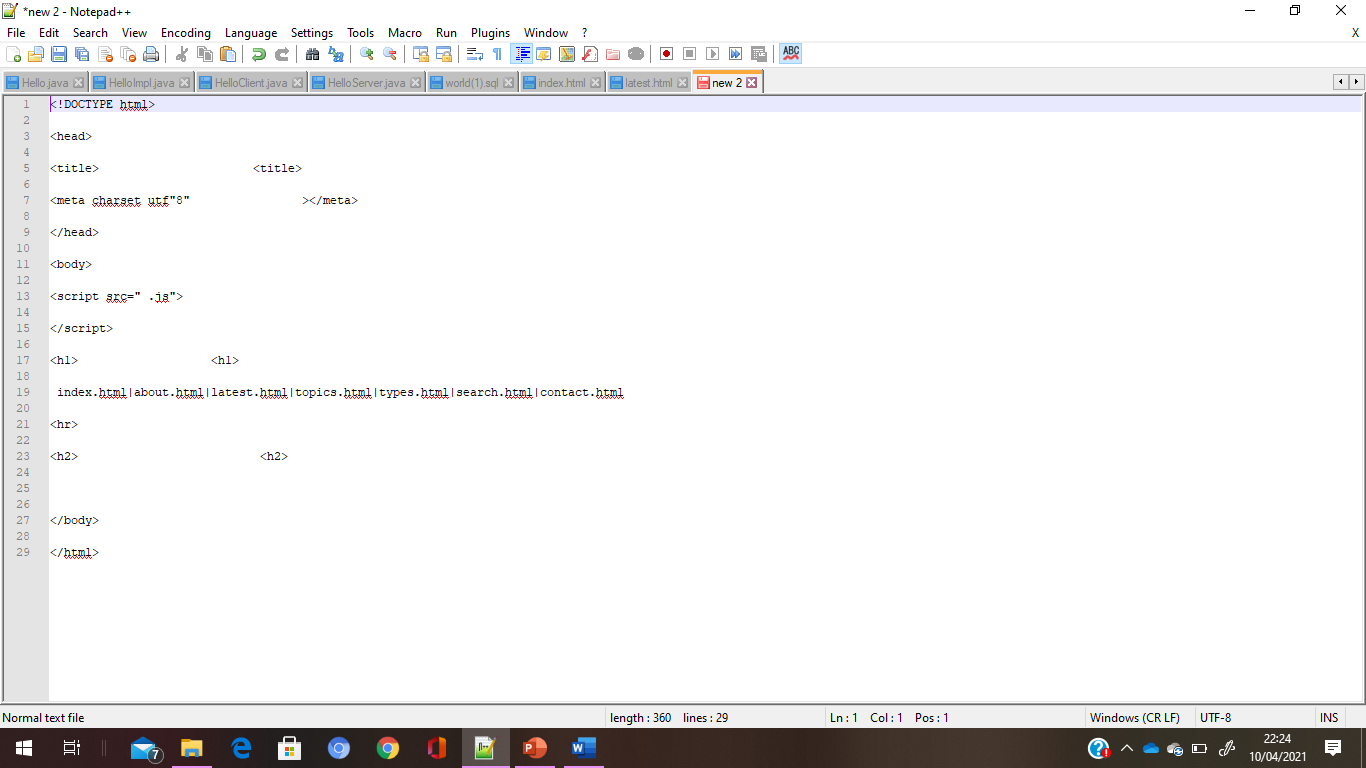 *new 2 - Notepad++
File Edit Search View Encoding Language Settings Tools Macro Run Plugins Window ? X
ABC
Hello.java HelloImpl.java HelloClient.java HelloServer.java world(1).sql index.html latest.html new 2
1 <!DOCTYPE html>
2
3 <head>
4
5 <title> <title>
6
7 <meta charset utf"8" ></meta>
8
9 </head>
10
11 <body>
12
13 <script src=" .js">
14
15 </script>
16
17 <h1> <h1>
18
19 index.html|about.html|latest.html|topics.html|types.html|search.html|contact.html
20
21 <hr>
22
23 <h2> <h2>
24
25
26
27 </body>
28
29 </html>
Normal text file length : 360 lines : 29 Ln : 1 Col : 1 Pos : 1 Windows (CR LF) UTF-8 INS
7 22:24
10/04/2021